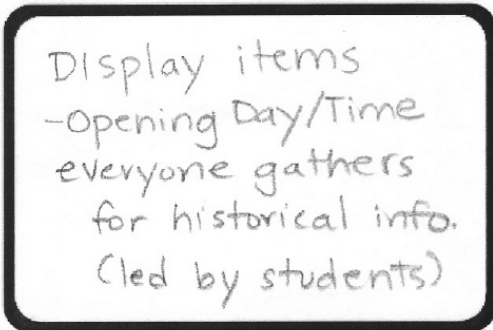 Display items
-Opening Day/Time
everyone gathers
for historical info.
(led by students)